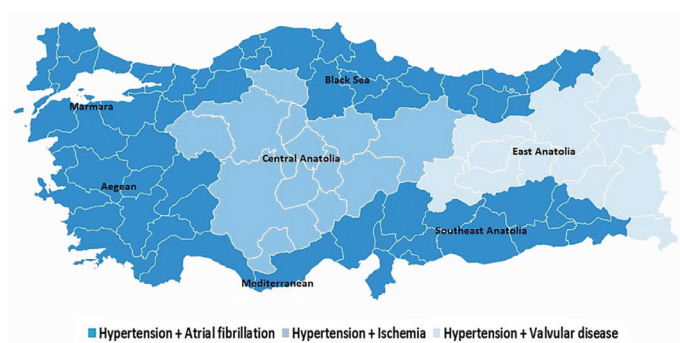 Black Sea
Marmara
Central Anatolia
East Anatolia
Aegean
Southeast Anatolia
Mediterranean
Hypertension + Atrial fibrillation Hypertension + Ischemia Hypertension + Valvular disease